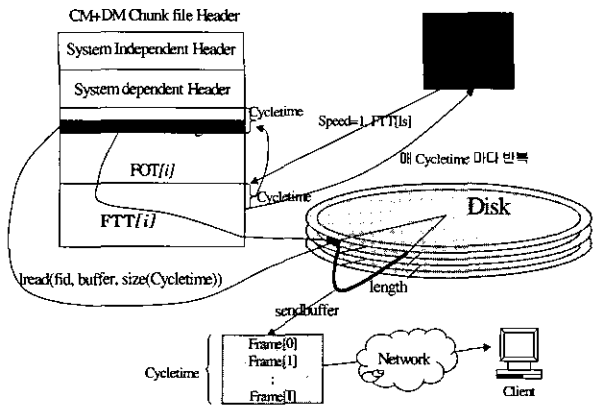 CM+DM Chunk file Header
System Independent Header
System dependent Header
Cycletime
Speed=1, FTT[ls]
매 Cycletime 마다 반복
FOT[i]
Cycletime
FTT[i]
Disk
lread(fid, buffer, size(Cycletime))
length
sendbuffer
Frame[0]
Frame[1]
:
Frame[l]
Cycletime
Network
Client